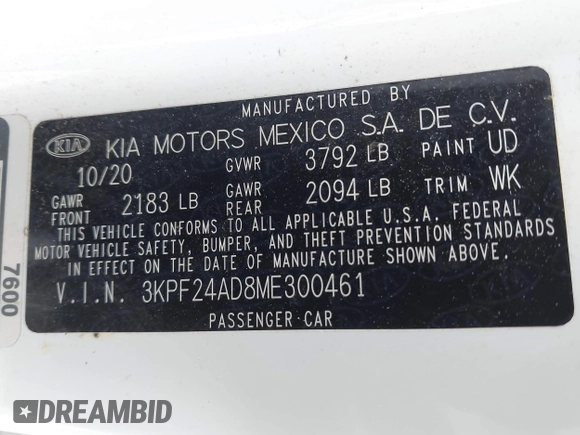 MANUFACTURED BY
KIA KIA MOTORS MEXICO S.A. DE C.V.
10/20 GVWR 3792 LB PAINT UD
GAWR FRONT 2183 LB GAWR REAR 2094 LB TRIM WK
THIS VEHICLE CONFORMS TO ALL APPLICABLE U.S.A. FEDERAL
MOTOR VEHICLE SAFETY, BUMPER, AND THEFT PREVENTION STANDARDS
IN EFFECT ON THE DATE OF MANUFACTURE SHOWN ABOVE.
V.I.N. 3KPF24AD8ME300461
PASSENGER CAR
7600
DREAMBID